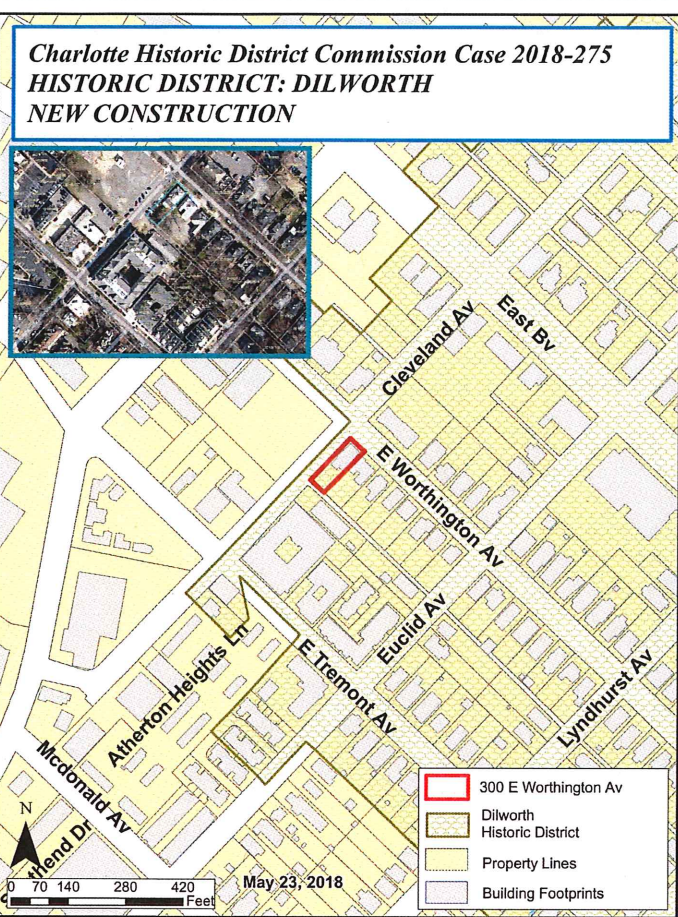 Charlotte Historic District Commission Case 2018-275
HISTORIC DISTRICT: DILWORTH
NEW CONSTRUCTION
East Bv
Cleveland Av
E Worthington Av
Euclid Av
E Tremont Av
Lyndhurst Av
Atherton Heights Ln
Mcdonald Av
thend Dr
N
0 70 140 280 420
Feet
May 23, 2018
300 E Worthington Av
Dilworth
Historic District
Property Lines
Building Footprints